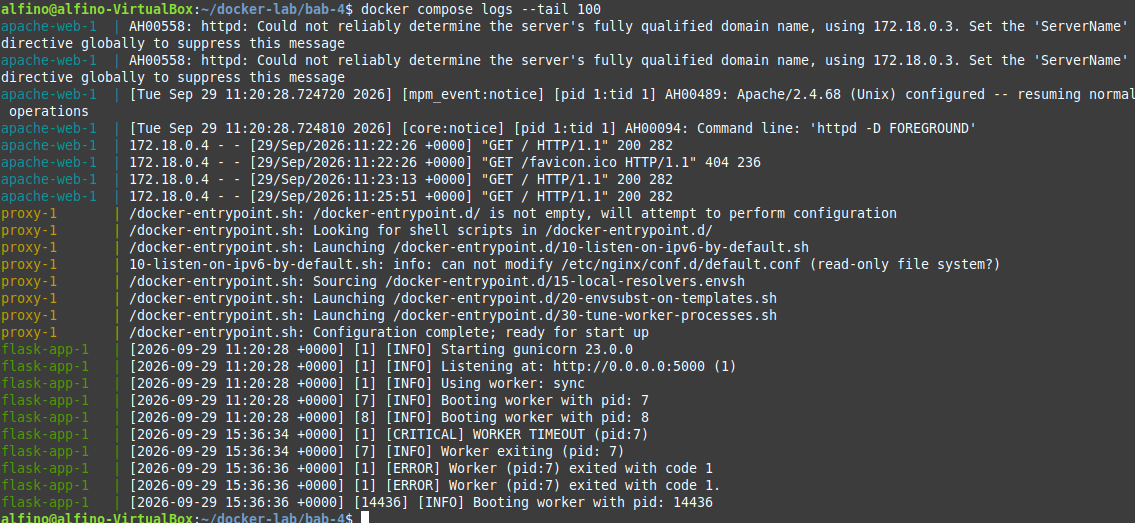 alfino@alfino-VirtualBox:~/docker-lab/bab-4$ docker compose logs --tail 100
apache-web-1  | AH00558: httpd: Could not reliably determine the server's fully qualified domain name, using 172.18.0.3. Set the 'ServerName'
directive globally to suppress this message
apache-web-1  | AH00558: httpd: Could not reliably determine the server's fully qualified domain name, using 172.18.0.3. Set the 'ServerName'
directive globally to suppress this message
apache-web-1  | [Tue Sep 29 11:20:28.724720 2026] [mpm_event:notice] [pid 1:tid 1] AH00489: Apache/2.4.68 (Unix) configured -- resuming normal
 operations
apache-web-1  | [Tue Sep 29 11:20:28.724810 2026] [core:notice] [pid 1:tid 1] AH00094: Command line: 'httpd -D FOREGROUND'
apache-web-1  | 172.18.0.4 - - [29/Sep/2026:11:22:26 +0000] "GET / HTTP/1.1" 200 282
apache-web-1  | 172.18.0.4 - - [29/Sep/2026:11:22:26 +0000] "GET /favicon.ico HTTP/1.1" 404 236
apache-web-1  | 172.18.0.4 - - [29/Sep/2026:11:23:13 +0000] "GET / HTTP/1.1" 200 282
apache-web-1  | 172.18.0.4 - - [29/Sep/2026:11:25:51 +0000] "GET / HTTP/1.1" 200 282
proxy-1       | /docker-entrypoint.sh: /docker-entrypoint.d/ is not empty, will attempt to perform configuration
proxy-1       | /docker-entrypoint.sh: Looking for shell scripts in /docker-entrypoint.d/
proxy-1       | /docker-entrypoint.sh: Launching /docker-entrypoint.d/10-listen-on-ipv6-by-default.sh
proxy-1       | 10-listen-on-ipv6-by-default.sh: info: can not modify /etc/nginx/conf.d/default.conf (read-only file system?)
proxy-1       | /docker-entrypoint.sh: Sourcing /docker-entrypoint.d/15-local-resolvers.envsh
proxy-1       | /docker-entrypoint.sh: Launching /docker-entrypoint.d/20-envsubst-on-templates.sh
proxy-1       | /docker-entrypoint.sh: Launching /docker-entrypoint.d/30-tune-worker-processes.sh
proxy-1       | /docker-entrypoint.sh: Configuration complete; ready for start up
flask-app-1   | [2026-09-29 11:20:28 +0000] [1] [INFO] Starting gunicorn 23.0.0
flask-app-1   | [2026-09-29 11:20:28 +0000] [1] [INFO] Listening at: http://0.0.0.0:5000 (1)
flask-app-1   | [2026-09-29 11:20:28 +0000] [1] [INFO] Using worker: sync
flask-app-1   | [2026-09-29 11:20:28 +0000] [7] [INFO] Booting worker with pid: 7
flask-app-1   | [2026-09-29 11:20:28 +0000] [8] [INFO] Booting worker with pid: 8
flask-app-1   | [2026-09-29 15:36:34 +0000] [1] [CRITICAL] WORKER TIMEOUT (pid:7)
flask-app-1   | [2026-09-29 15:36:34 +0000] [7] [INFO] Worker exiting (pid: 7)
flask-app-1   | [2026-09-29 15:36:36 +0000] [1] [ERROR] Worker (pid:7) exited with code 1
flask-app-1   | [2026-09-29 15:36:36 +0000] [1] [ERROR] Worker (pid:7) exited with code 1.
flask-app-1   | [2026-09-29 15:36:36 +0000] [14436] [INFO] Booting worker with pid: 14436
alfino@alfino-VirtualBox:~/docker-lab/bab-4$